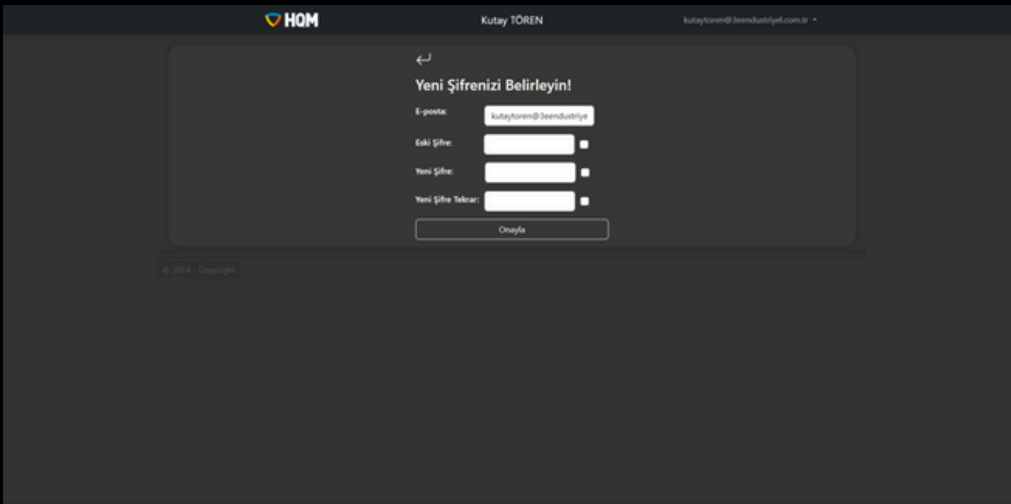 HQM
Kutay TÖREN
kutaytoren@3eendustriyel.com.tr
Yeni Şifrenizi Belirleyin!
E-posta:
kutaytoren@3eendustriye
Eski Şifre:
Yeni Şifre:
Yeni Şifre Tekrar:
Onayla
© 2024 - Copyright